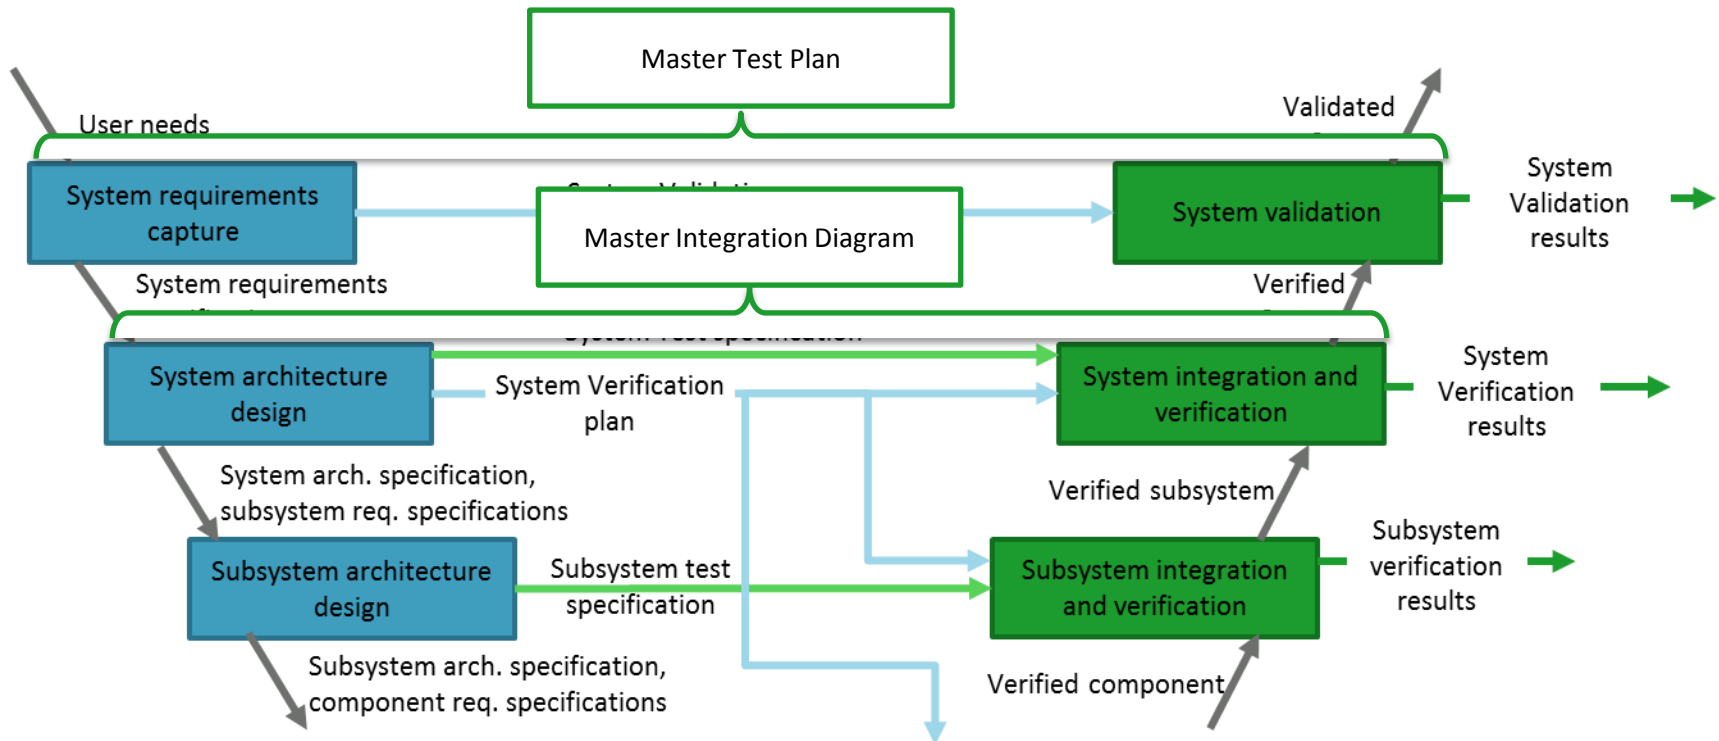 Master Test Plan
User needs
Validated
System requirements
capture
System validation
System
Validation
results
Master Integration Diagram
System requirements
Verified
System Test specification
System architecture
design
System Verification
plan
System integration and
verification
System
Verification
results
System arch. specification,
subsystem req. specifications
Verified subsystem
Subsystem architecture
design
Subsystem test
specification
Subsystem integration
and verification
Subsystem
verification
results
Subsystem arch. specification,
component req. specifications
Verified component